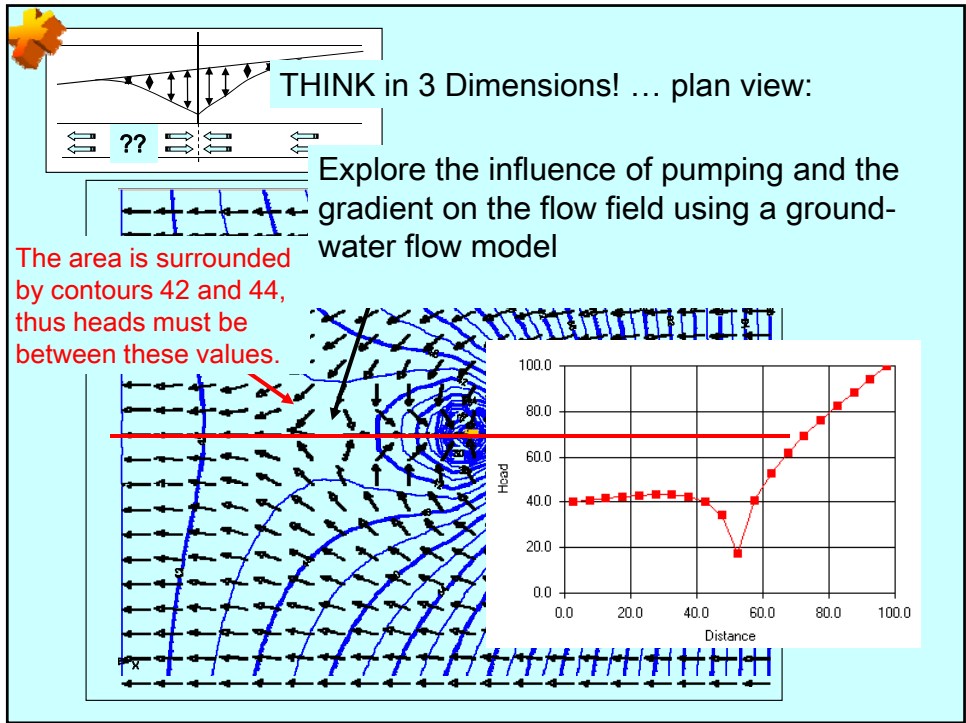 THINK in 3 Dimensions! … plan view:
??
Explore the influence of pumping and the
gradient on the flow field using a ground-
water flow model
The area is surrounded
by contours 42 and 44,
thus heads must be
between these values.
100.0
80.0
60.0
40.0
20.0
0.0
Head
0.0 20.0 40.0 60.0 80.0 100.0
Distance
X